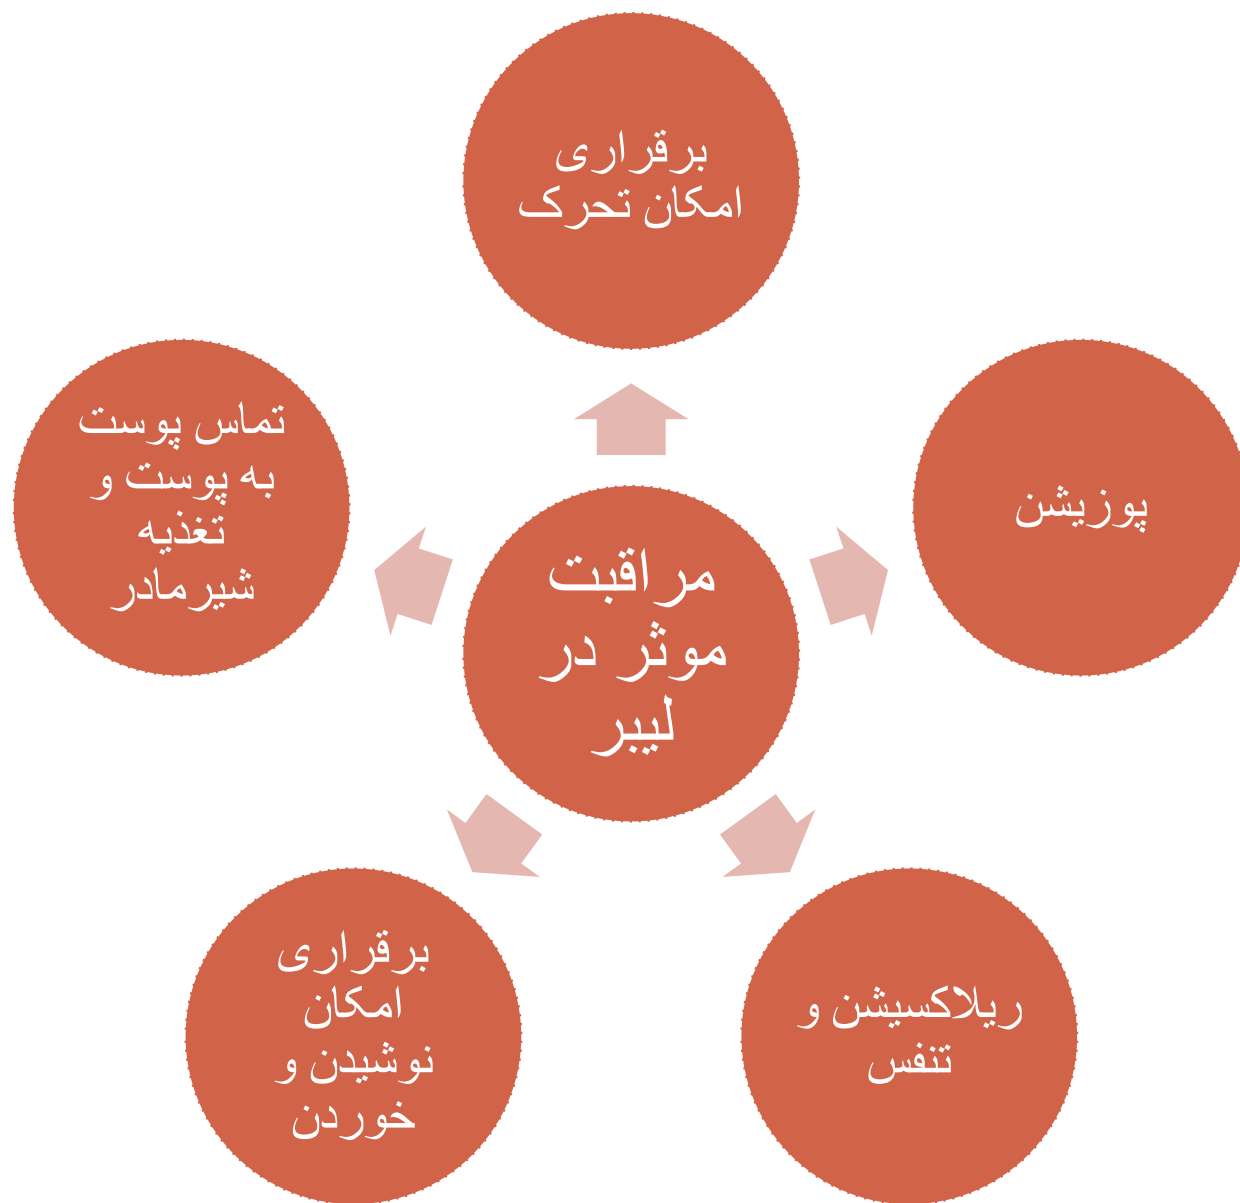 برقراری
امکان تحرک
پوزیشن
تماس پوست
به پوست و
تغذیه
شیرمادر
مراقبت
موثر در
لیبر
ریلاکسیشن و
تنفس
برقراری
امکان
نوشیدن و
خوردن